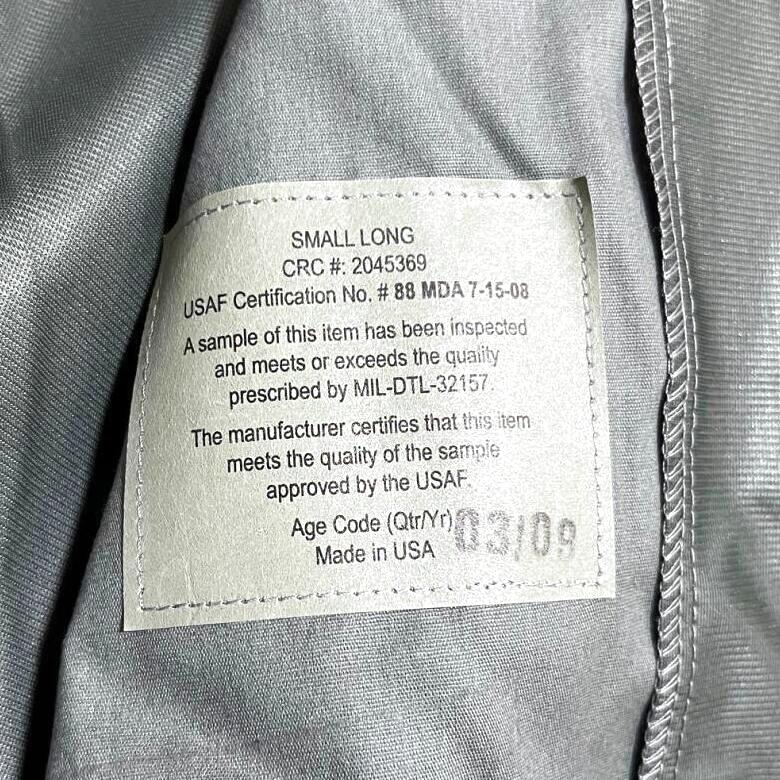 SMALL LONG
CRC #: 2045369
USAF Certification No. # 88 MDA 7-15-08
A sample of this item has been inspected
and meets or exceeds the quality
prescribed by MIL-DTL-32157.
The manufacturer certifies that this item
meets the quality of the sample
approved by the USAF.
Age Code (Qtr/Yr) 03/09
Made in USA